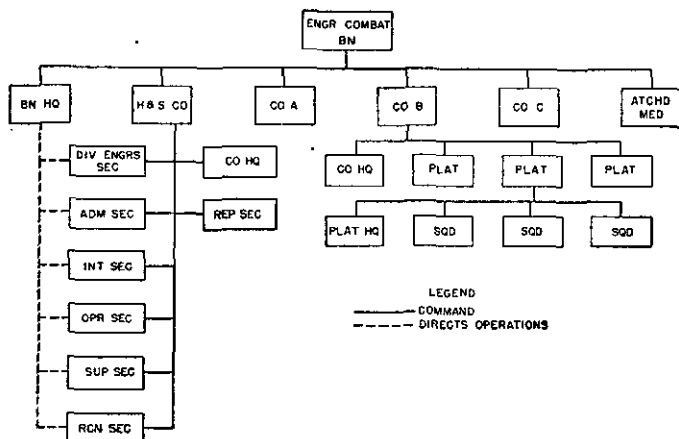 ENGR COMBAT
BN
BN HQ
H & S CO
CO A
CO B
CO C
ATCHD
MED
DIV ENGRS
SEC
CO HQ
CO HQ
PLAT
PLAT
PLAT
ADM SEC
REP SEC
PLAT HQ
SQD
SQD
SQD
INT SEC
OPR SEC
SUP SEC
RCN SEC
LEGEND
COMMAND
DIRECTS OPERATIONS